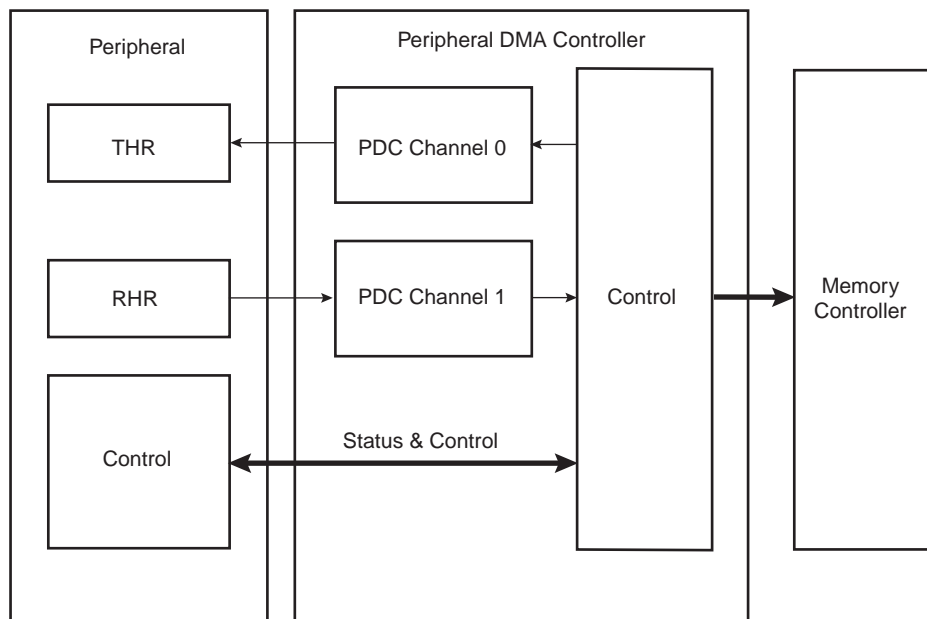 Peripheral
Peripheral DMA Controller
THR
PDC Channel 0
RHR
PDC Channel 1
Control
Memory
Controller
Status & Control
Control